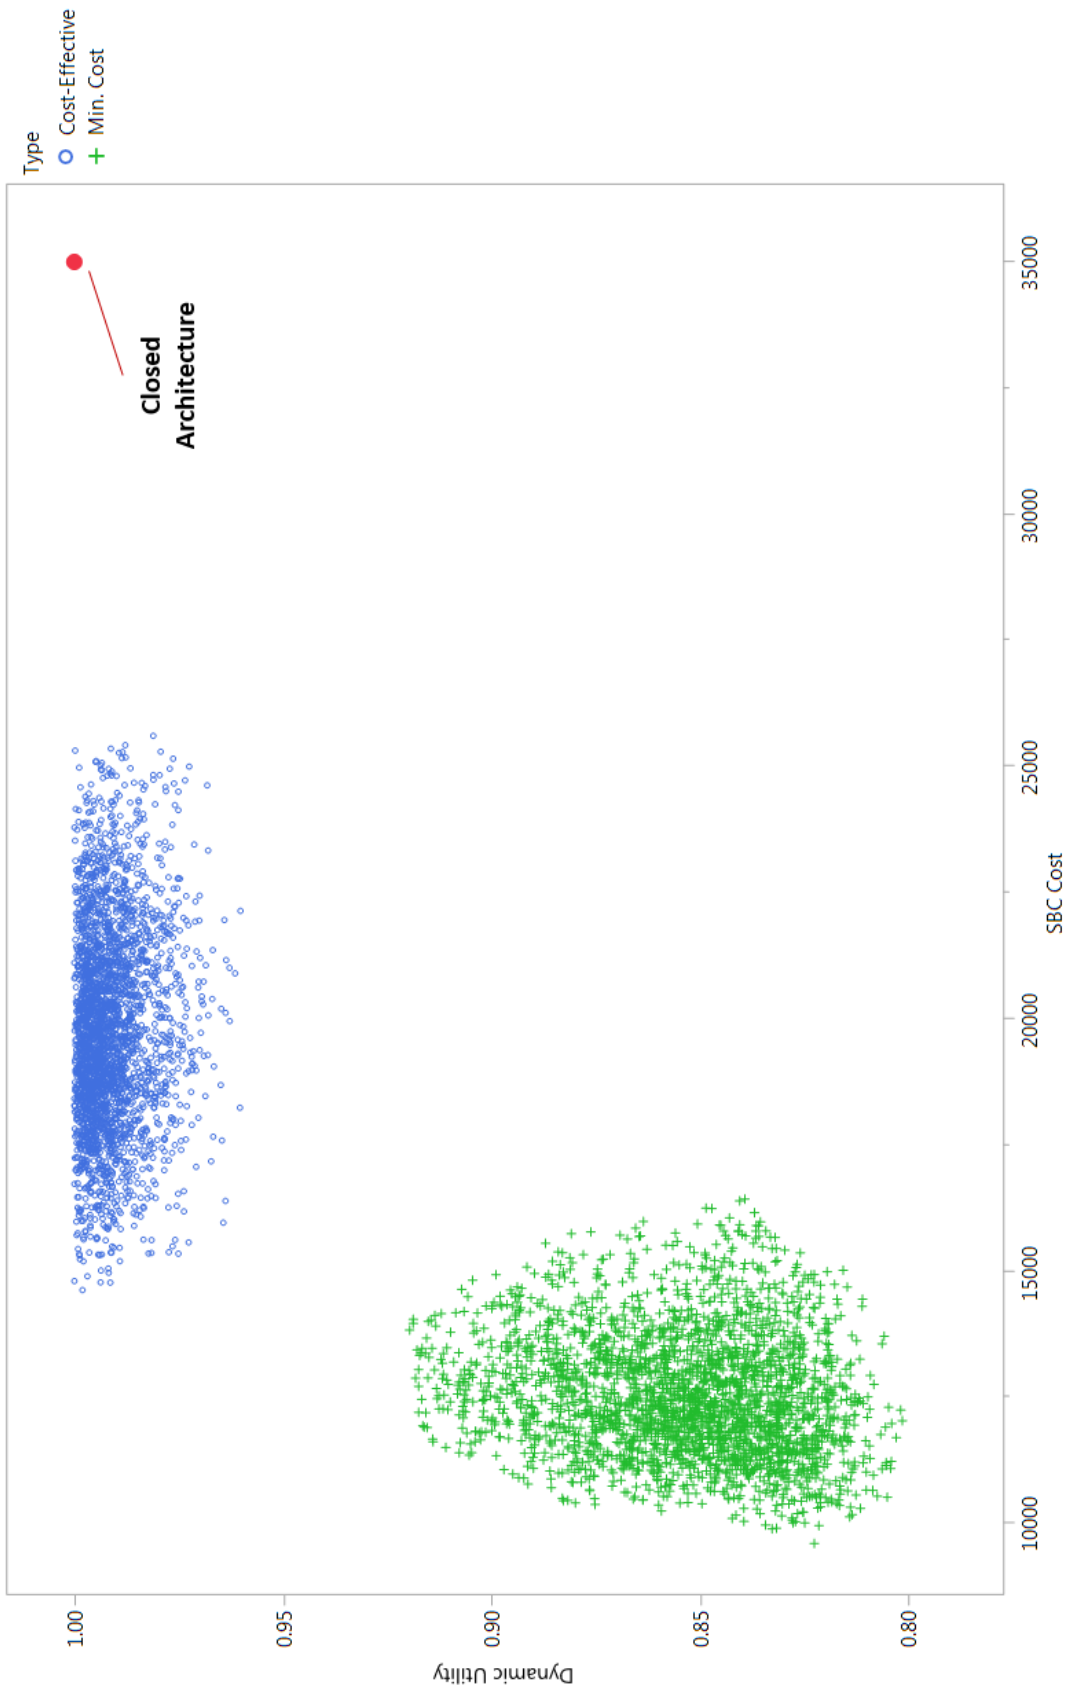 Type
Cost-Effective
Min. Cost
Closed
Architecture
1.00
0.95
0.90
0.85
0.80
Dynamic Utility
10000
15000
20000
25000
30000
35000
SBC Cost